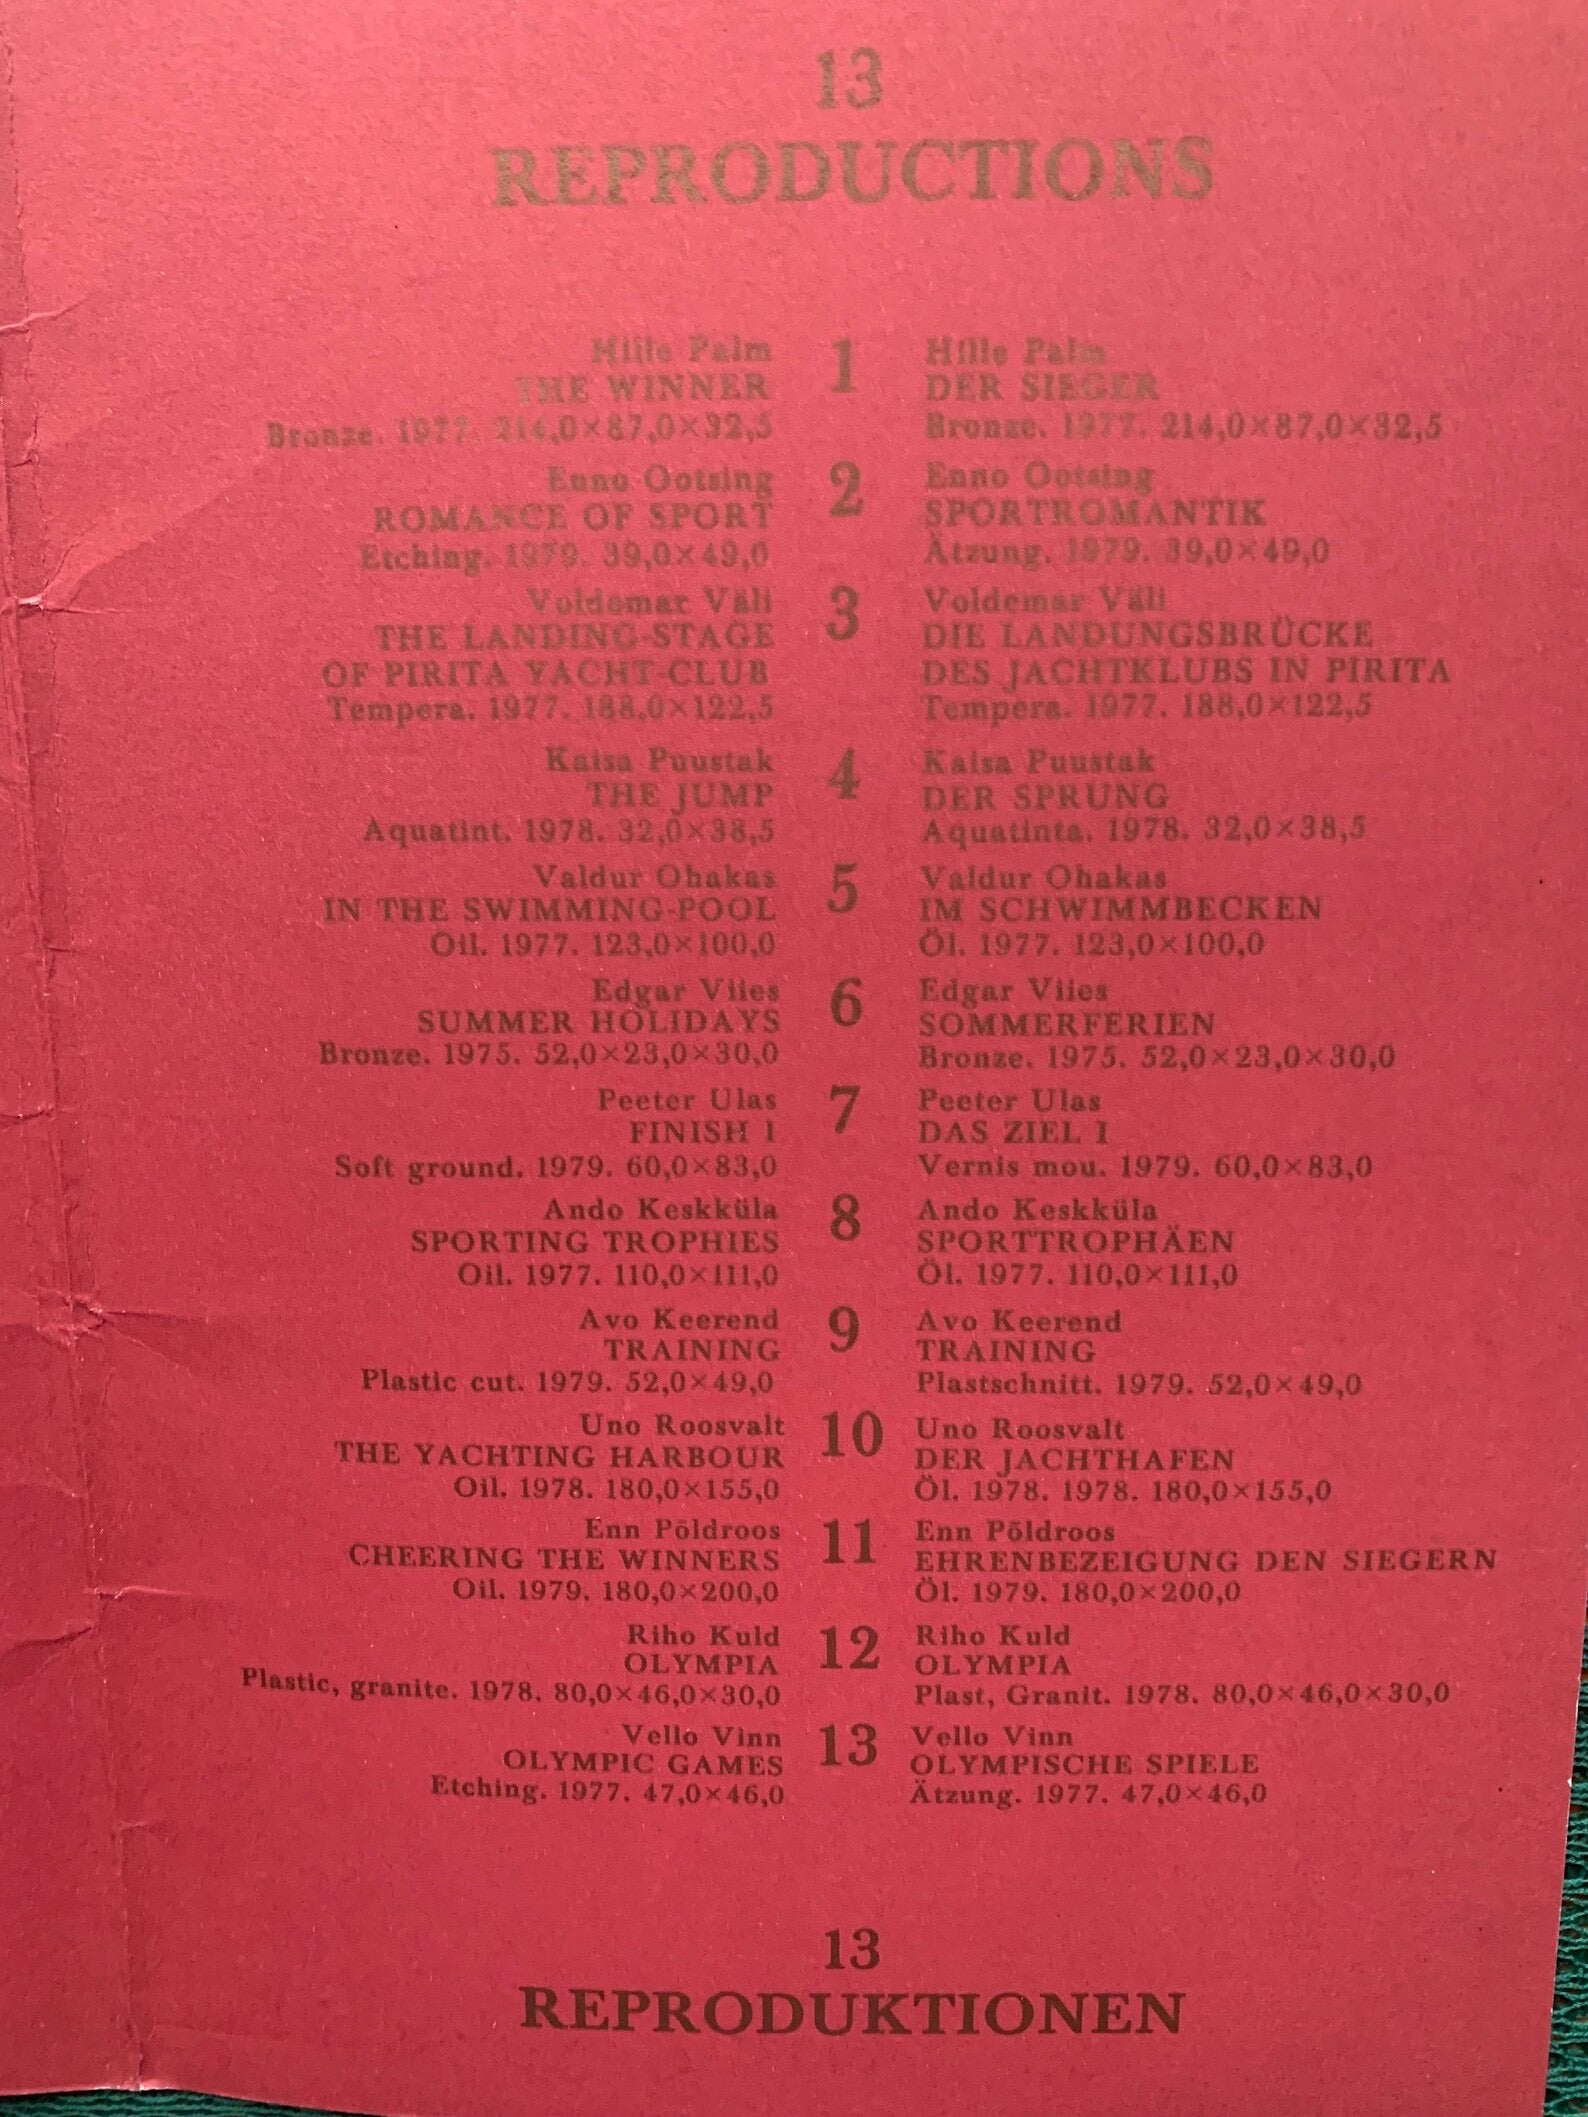 13
REPRODUCTIONS
Hille Palm
THE WINNER
Bronze. 1977. 214,0×87,0×32,5
1
Hille Palm
DER SIEGER
Bronze. 1977. 214,0×87,0×32,5
Enno Ootsing
ROMANCE OF SPORT
Etching. 1979. 39,0×49,0
2
Enno Ootsing
SPORTROMANTIK
Ätzung. 1979. 39,0×49,0
Voldemar Väli
THE LANDING-STAGE
OF PIRITA YACHT-CLUB
Tempera. 1977. 188,0×122,5
3
Voldemar Väli
DIE LANDUNGSBRÜCKE
DES JACHTKLUBS IN PIRITA
Tempera. 1977. 188,0×122,5
Kaisa Puustak
THE JUMP
Aquatint. 1978. 32,0×38,5
4
Kaisa Puustak
DER SPRUNG
Aquatinta. 1978. 32,0×38,5
Valdur Ohakas
IN THE SWIMMING-POOL
Oil. 1977. 123,0×100,0
5
Valdur Ohakas
IM SCHWIMMBECKEN
Öl. 1977. 123,0×100,0
Edgar Viies
SUMMER HOLIDAYS
Bronze. 1975. 52,0×23,0×30,0
6
Edgar Viies
SOMMERFERIEN
Bronze. 1975. 52,0×23,0×30,0
Peeter Ulas
FINISH I
Soft ground. 1979. 60,0×83,0
7
Peeter Ulas
DAS ZIEL I
Vernis mou. 1979. 60,0×83,0
Ando Keskküla
SPORTING TROPHIES
Oil. 1977. 110,0×111,0
8
Ando Keskküla
SPORTTROPHÄEN
Öl. 1977. 110,0×111,0
Avo Keerend
TRAINING
Plastic cut. 1979. 52,0×49,0
9
Avo Keerend
TRAINING
Plastschnitt. 1979. 52,0×49,0
Uno Roosvalt
THE YACHTING HARBOUR
Oil. 1978. 180,0×155,0
10
Uno Roosvalt
DER JACHTHAFEN
Öl. 1978. 1978. 180,0×155,0
Enn Põldroos
CHEERING THE WINNERS
Oil. 1979. 180,0×200,0
11
Enn Põldroos
EHRENBEZEIGUNG DEN SIEGERN
Öl. 1979. 180,0×200,0
Riho Kuld
OLYMPIA
Plastic, granite. 1978. 80,0×46,0×30,0
12
Riho Kuld
OLYMPIA
Plast, Granit. 1978. 80,0×46,0×30,0
Vello Vinn
OLYMPIC GAMES
Etching. 1977. 47,0×46,0
13
Vello Vinn
OLYMPISCHE SPIELE
Ätzung. 1977. 47,0×46,0
13
REPRODUKTIONEN